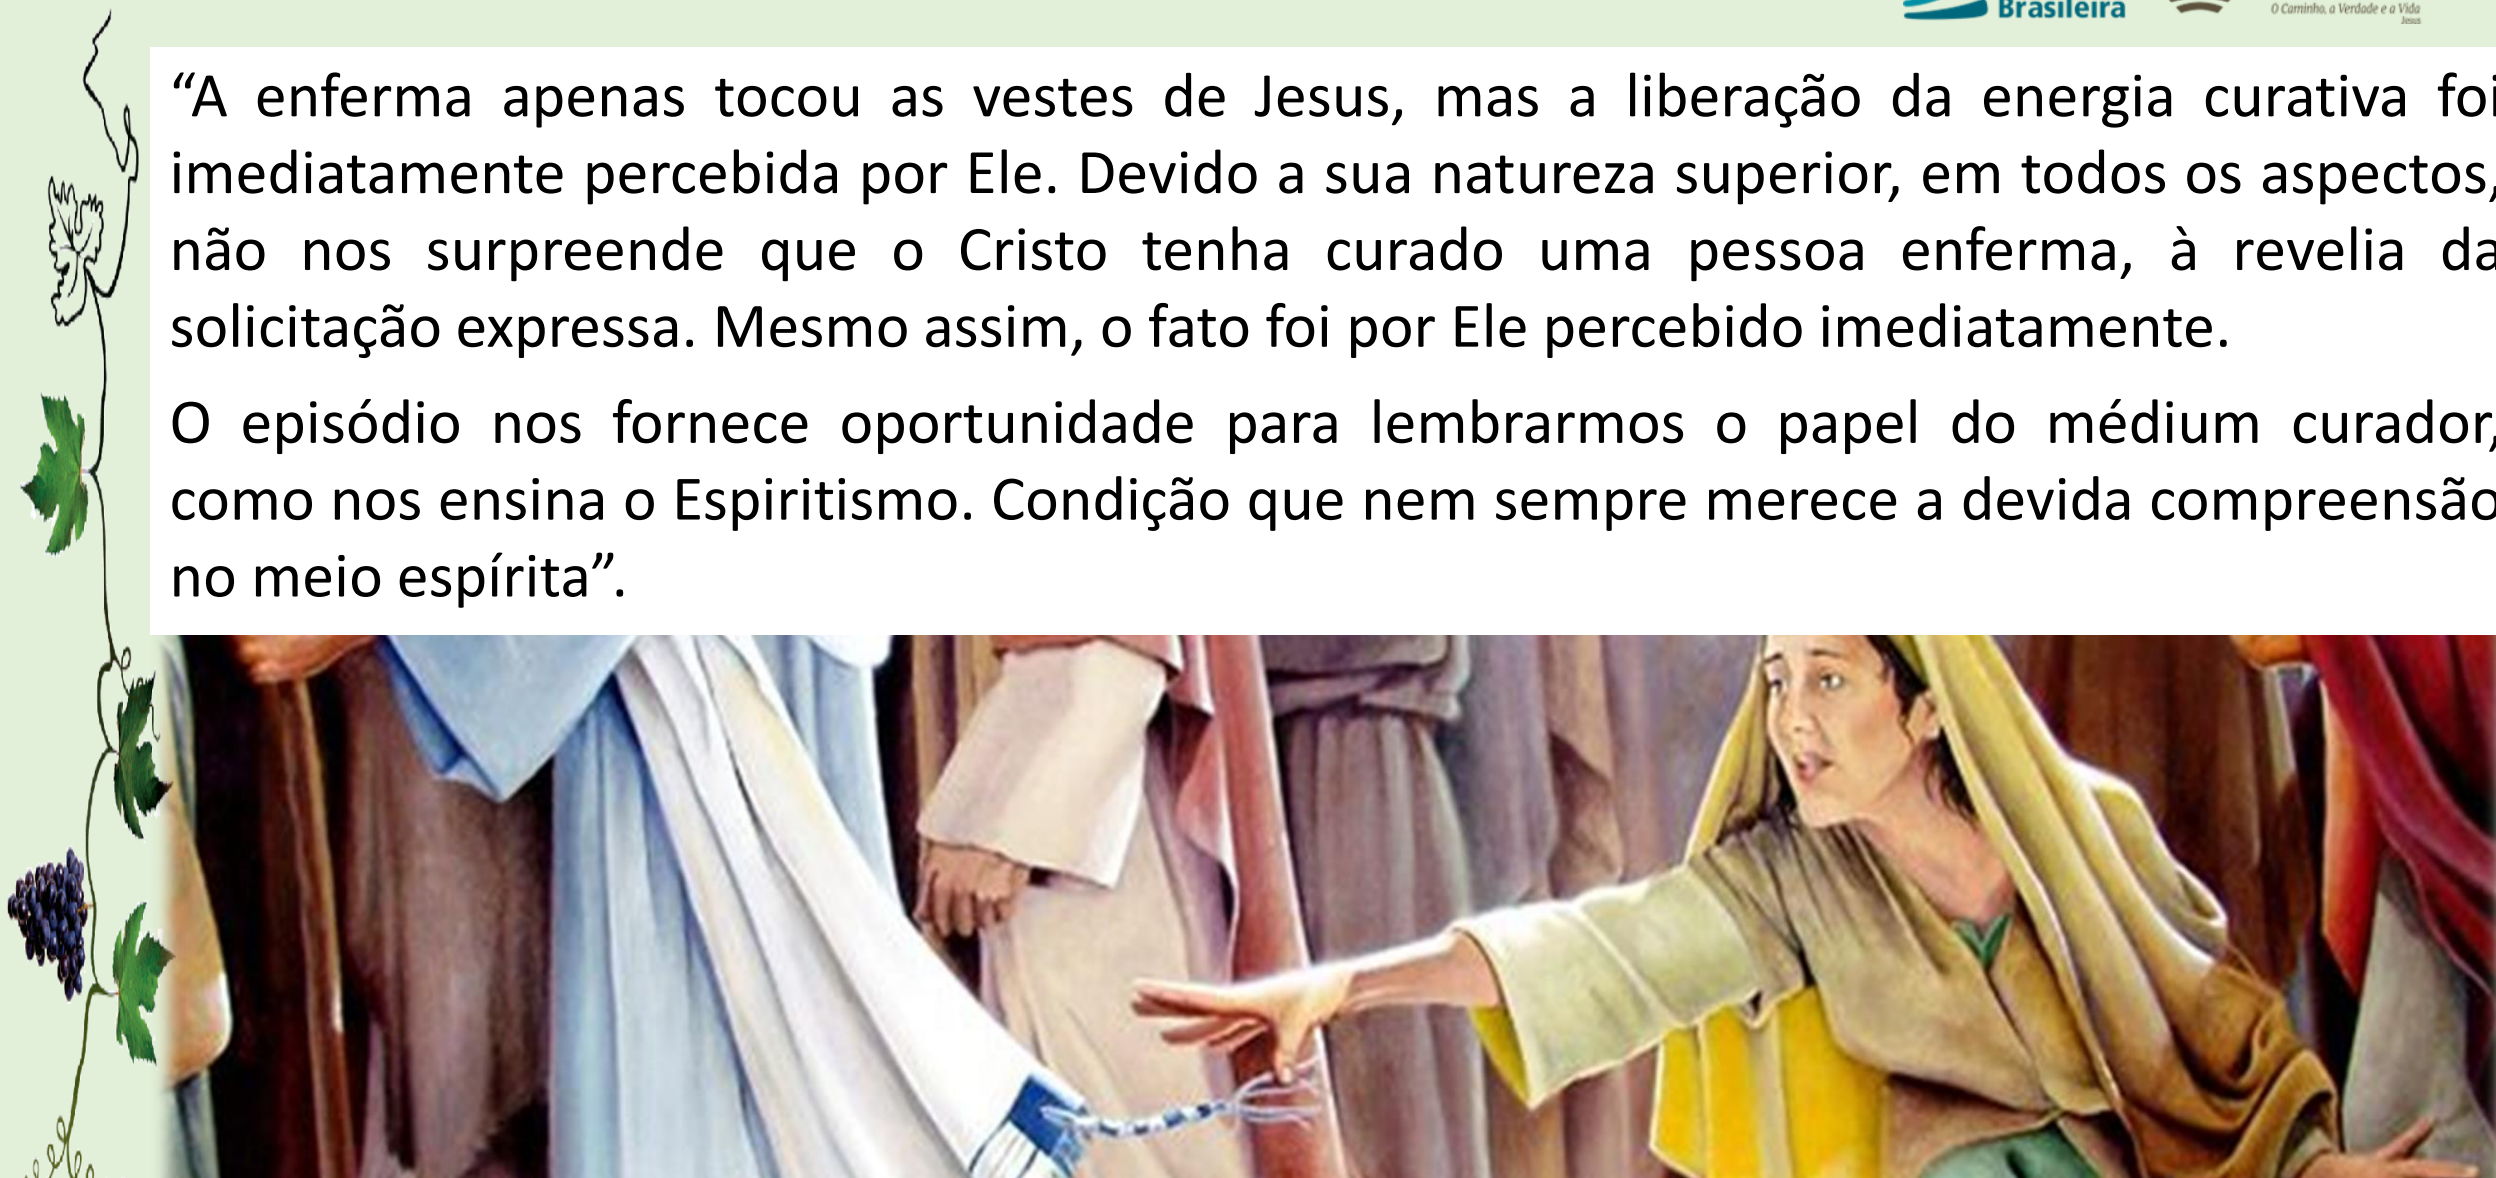 Brasileira
O Caminho, a Verdade e a Vida
Jesus
“A enferma apenas tocou as vestes de Jesus, mas a liberação da energia curativa foi
imediatamente percebida por Ele. Devido a sua natureza superior, em todos os aspectos,
não nos surpreende que o Cristo tenha curado uma pessoa enferma, à revelia da
solicitação expressa. Mesmo assim, o fato foi por Ele percebido imediatamente.
O episódio nos fornece oportunidade para lembrarmos o papel do médium curador,
como nos ensina o Espiritismo. Condição que nem sempre merece a devida compreensão
no meio espírita”.